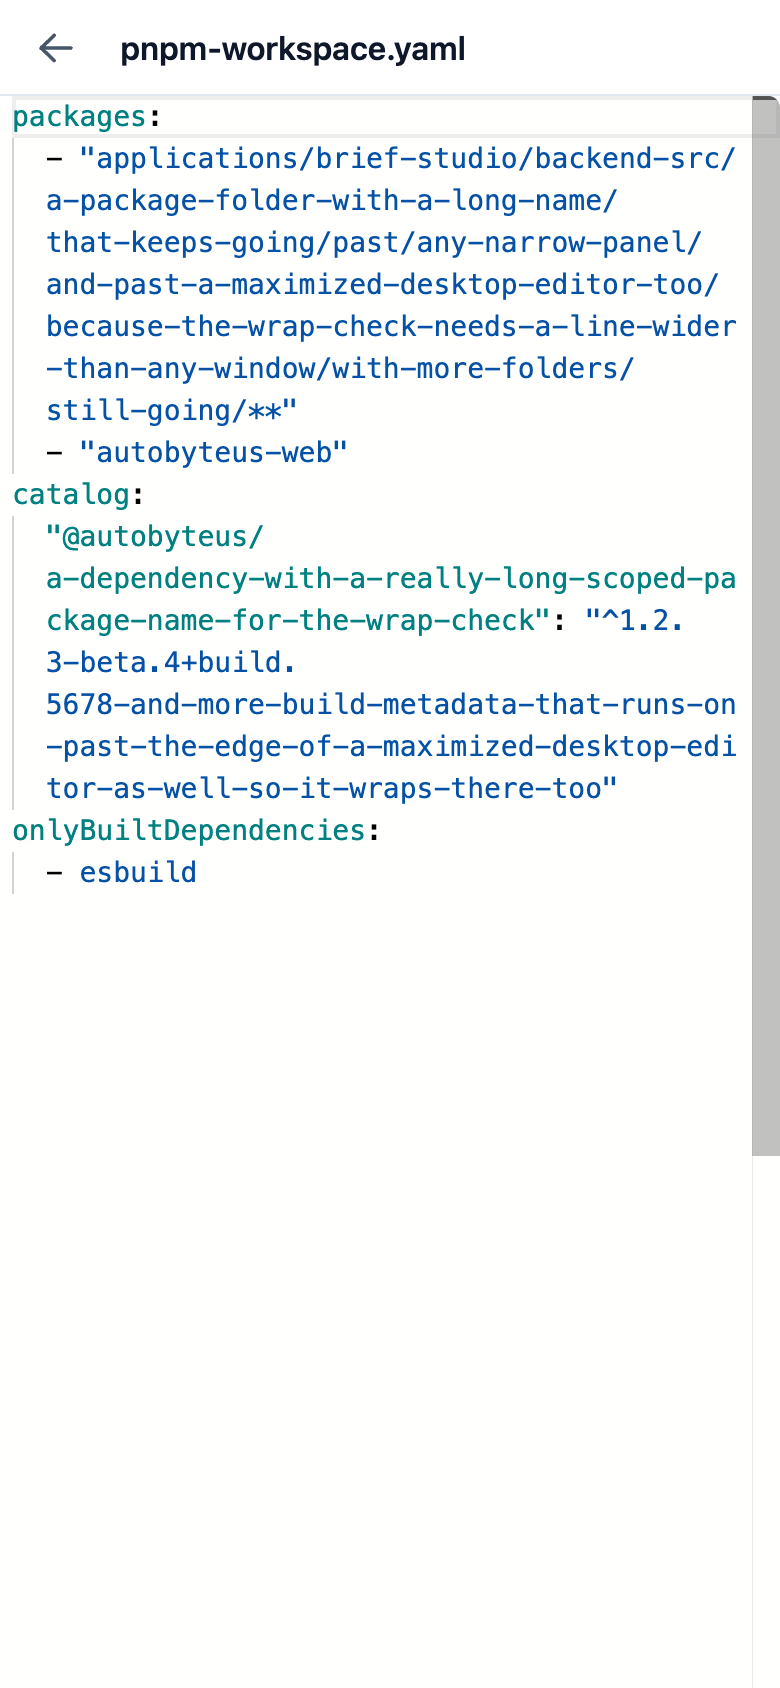 pnpm-workspace.yaml
packages:
  - "applications/brief-studio/backend-src/
  a-package-folder-with-a-long-name/
  that-keeps-going/past/any-narrow-panel/
  and-past-a-maximized-desktop-editor-too/
  because-the-wrap-check-needs-a-line-wider
  -than-any-window/with-more-folders/
  still-going/**"
  - "autobyteus-web"
catalog:
  "@autobyteus/
  a-dependency-with-a-really-long-scoped-pa
  ckage-name-for-the-wrap-check": "^1.2.
  3-beta.4+build.
  5678-and-more-build-metadata-that-runs-on
  -past-the-edge-of-a-maximized-desktop-edi
  tor-as-well-so-it-wraps-there-too"
onlyBuiltDependencies:
  - esbuild